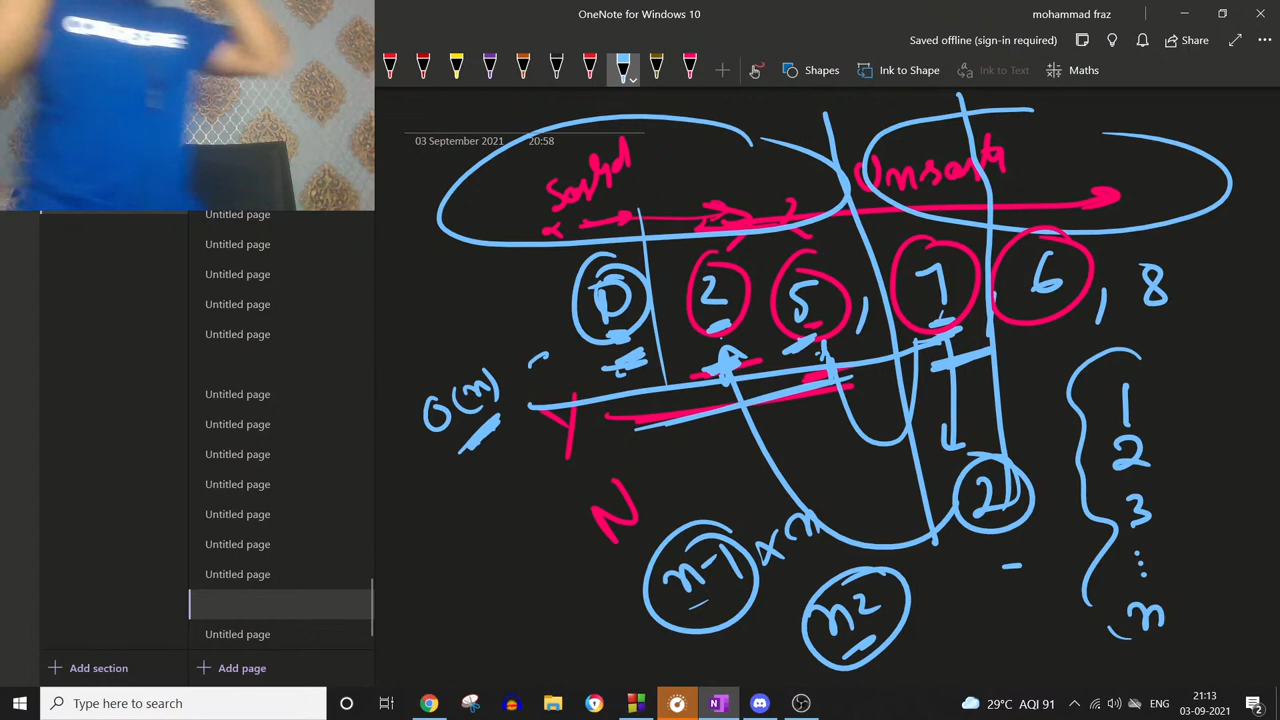 OneNote for Windows 10
mohammad fraz
Saved offline (sign-in required)
Share
Shapes
Ink to Shape
Ink to Text
Maths
03 September 2021 20:58
2 5, 6, 8
O(n)
Y
N
2
n-1 × n
n2
1
2
3
n
Untitled page
Untitled page
Untitled page
Untitled page
Untitled page
Untitled page
Untitled page
Untitled page
Untitled page
Untitled page
Untitled page
Untitled page
Untitled page
Untitled page
Add section
Add page
Type here to search
29°C AQI 91
ENG
21:13
03-09-2021
2